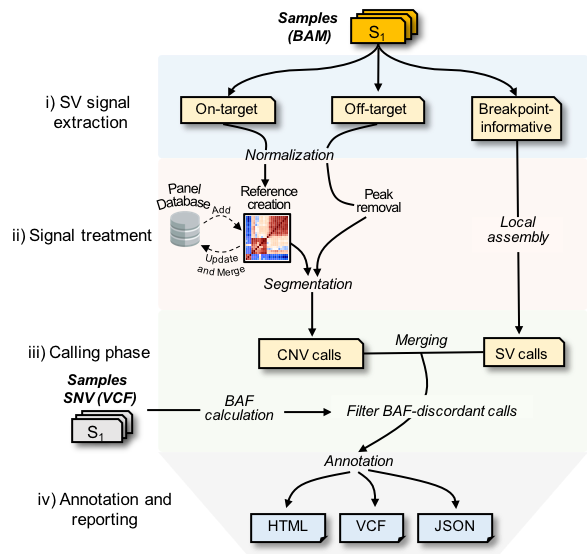 Samples
(BAM)
S1
i) SV signal
extraction
On-target
Off-target
Breakpoint-
informative
Normalization
Panel
Database
Add
Reference
creation
Update
and Merge
Peak
removal
ii) Signal treatment
Local
assembly
Segmentation
iii) Calling phase
CNV calls
Merging
SV calls
Samples
SNV (VCF)
S1
BAF
calculation
Filter BAF-discordant calls
Annotation
iv) Annotation and
reporting
HTML
VCF
JSON